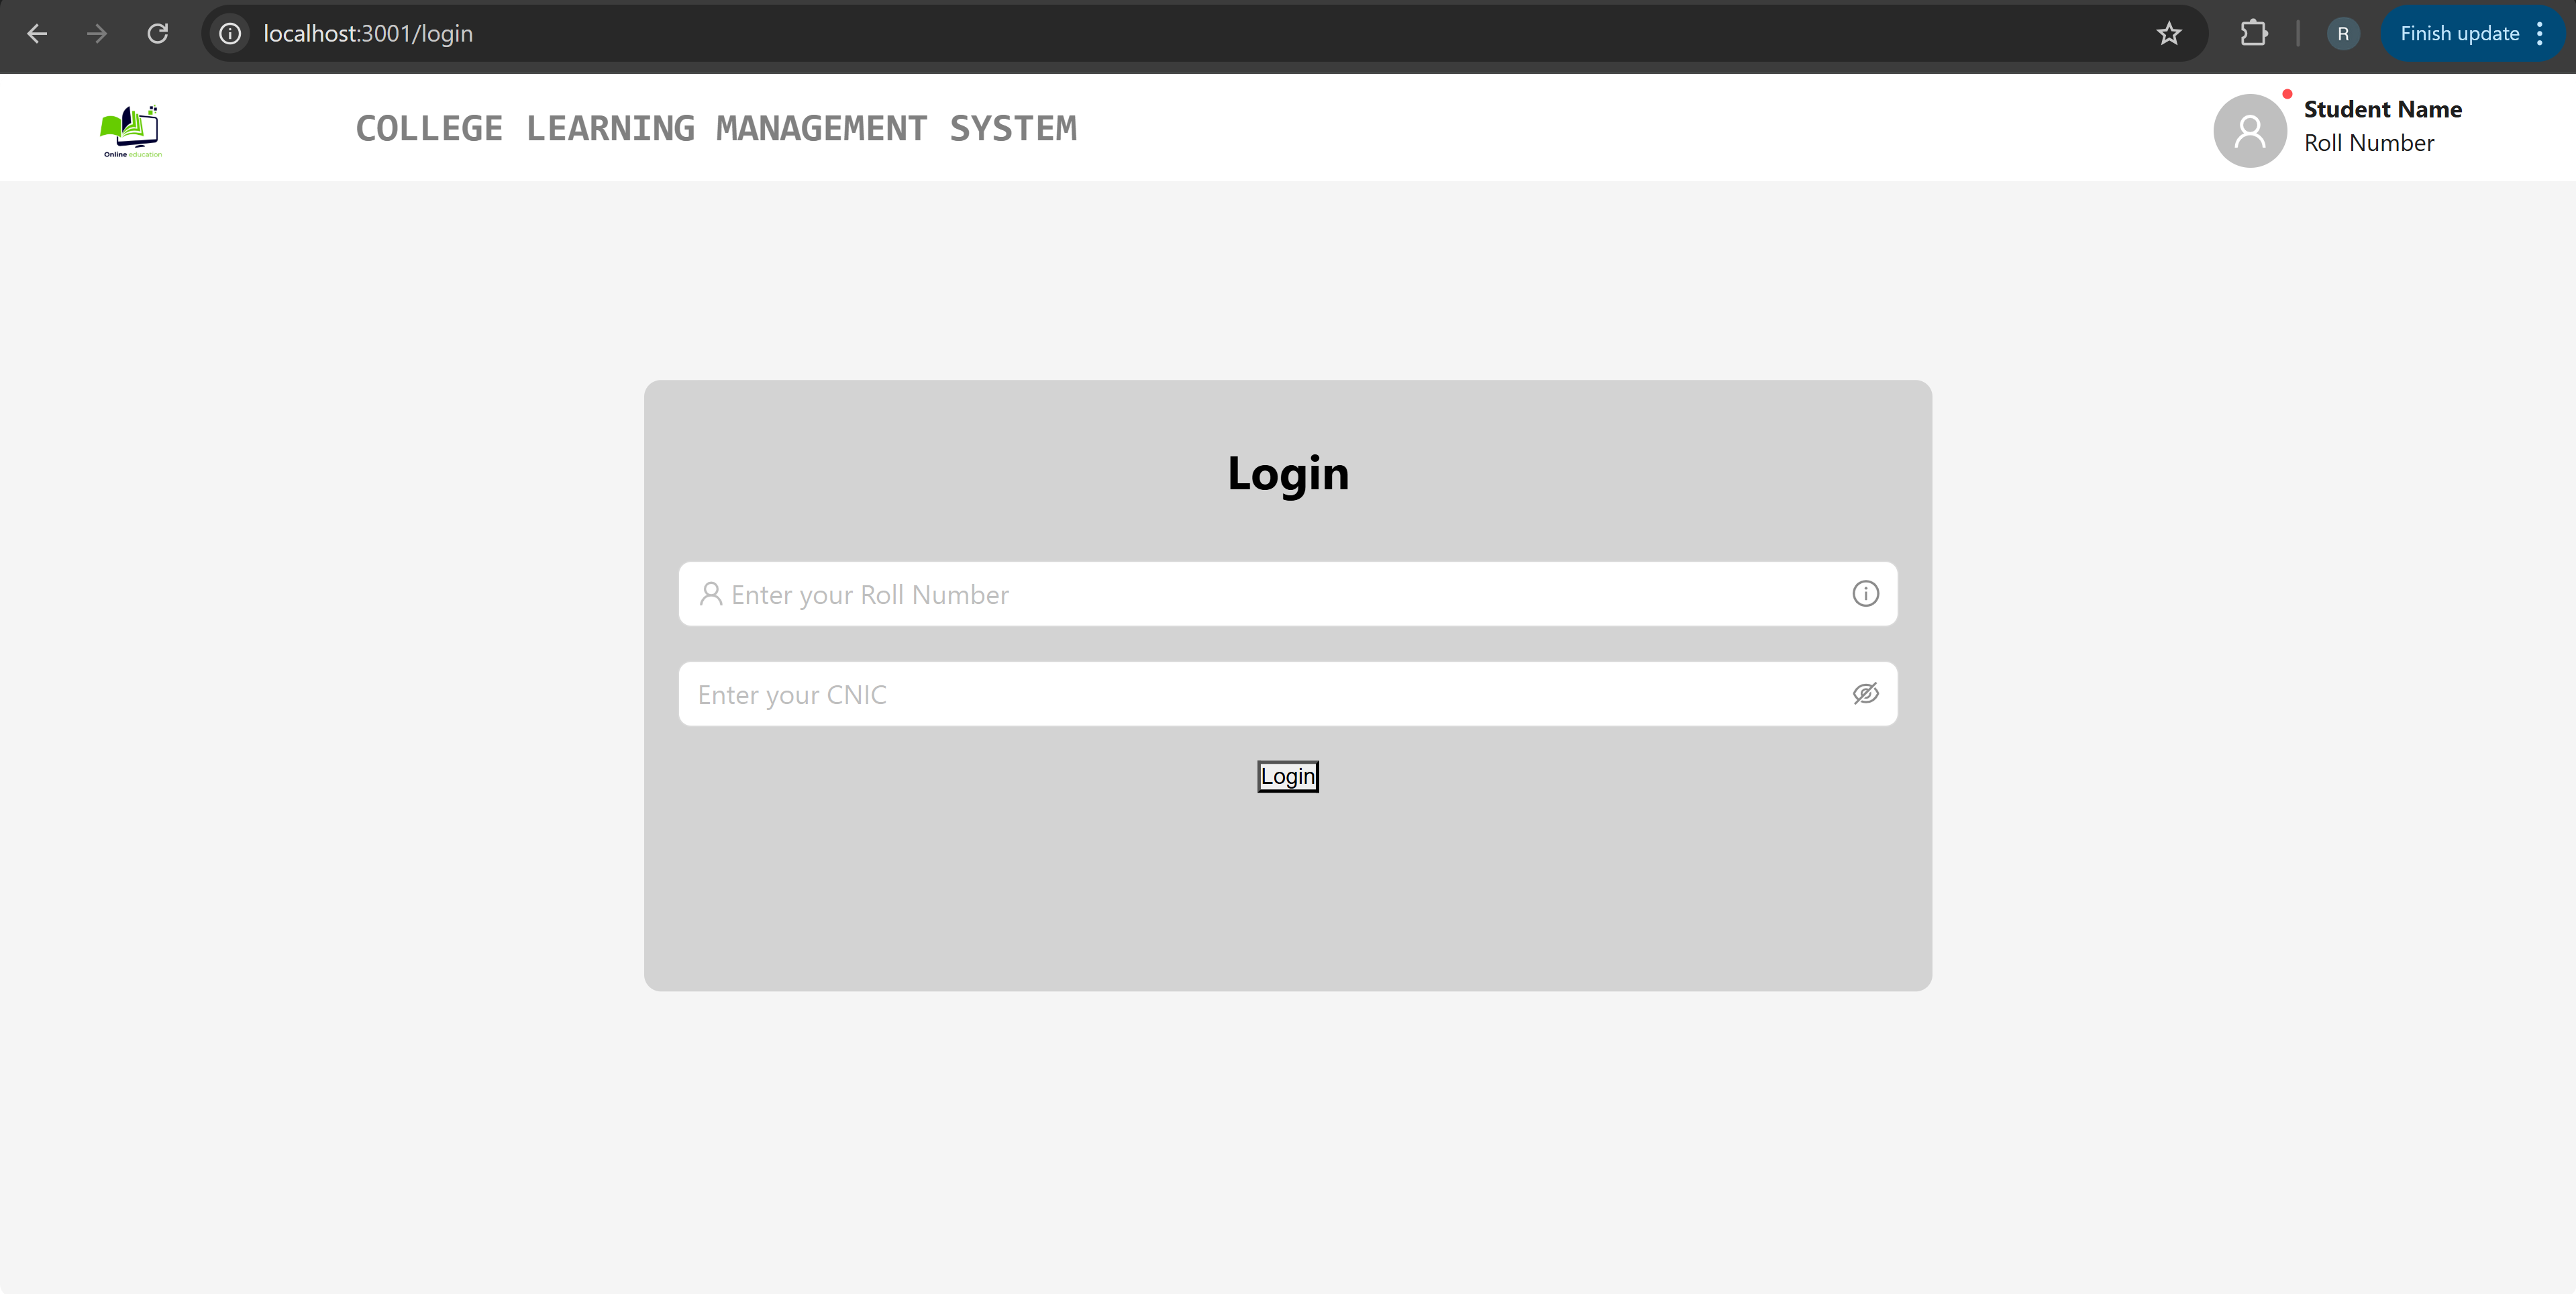 localhost:3001/login
R
Finish update
Online education
COLLEGE LEARNING MANAGEMENT SYSTEM
Student Name
Roll Number
Login
Enter your Roll Number
Enter your CNIC
Login